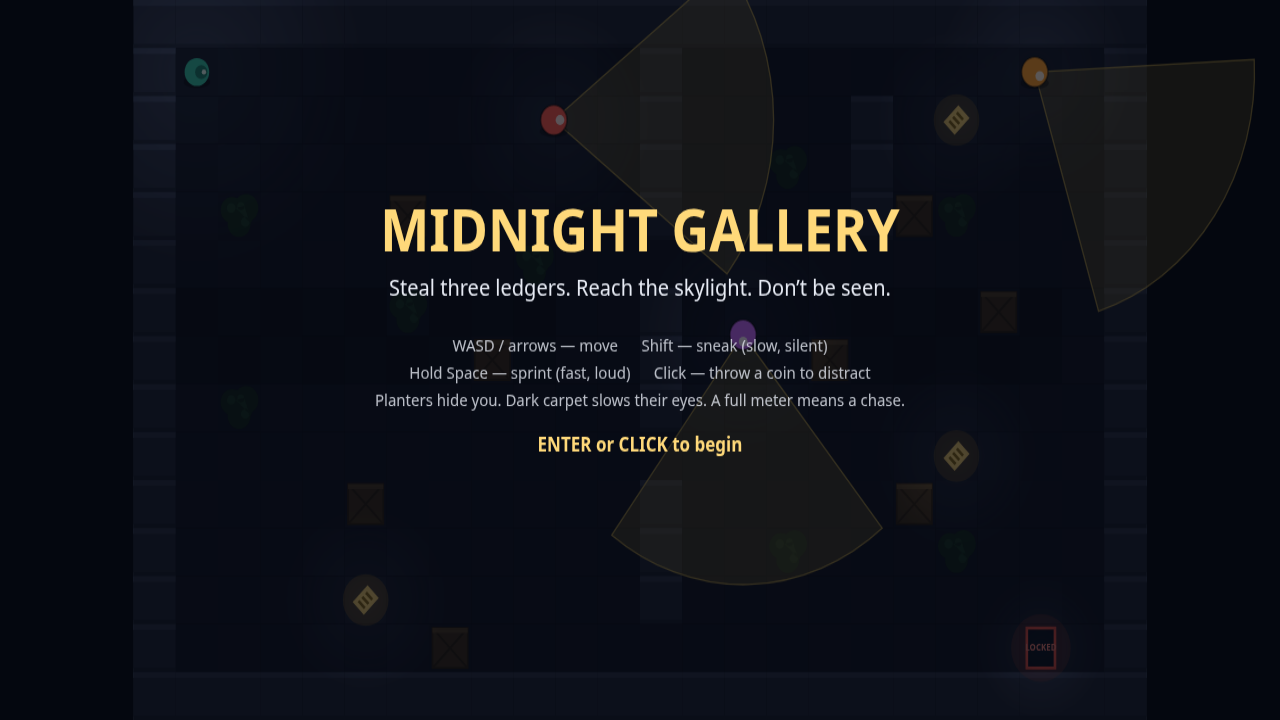 MIDNIGHT GALLERY
Steal three ledgers. Reach the skylight. Don’t be seen.
WASD / arrows — move Shift — sneak (slow, silent)
Hold Space — sprint (fast, loud) Click — throw a coin to distract
Planters hide you. Dark carpet slows their eyes. A full meter means a chase.
ENTER or CLICK to begin
LOCKED